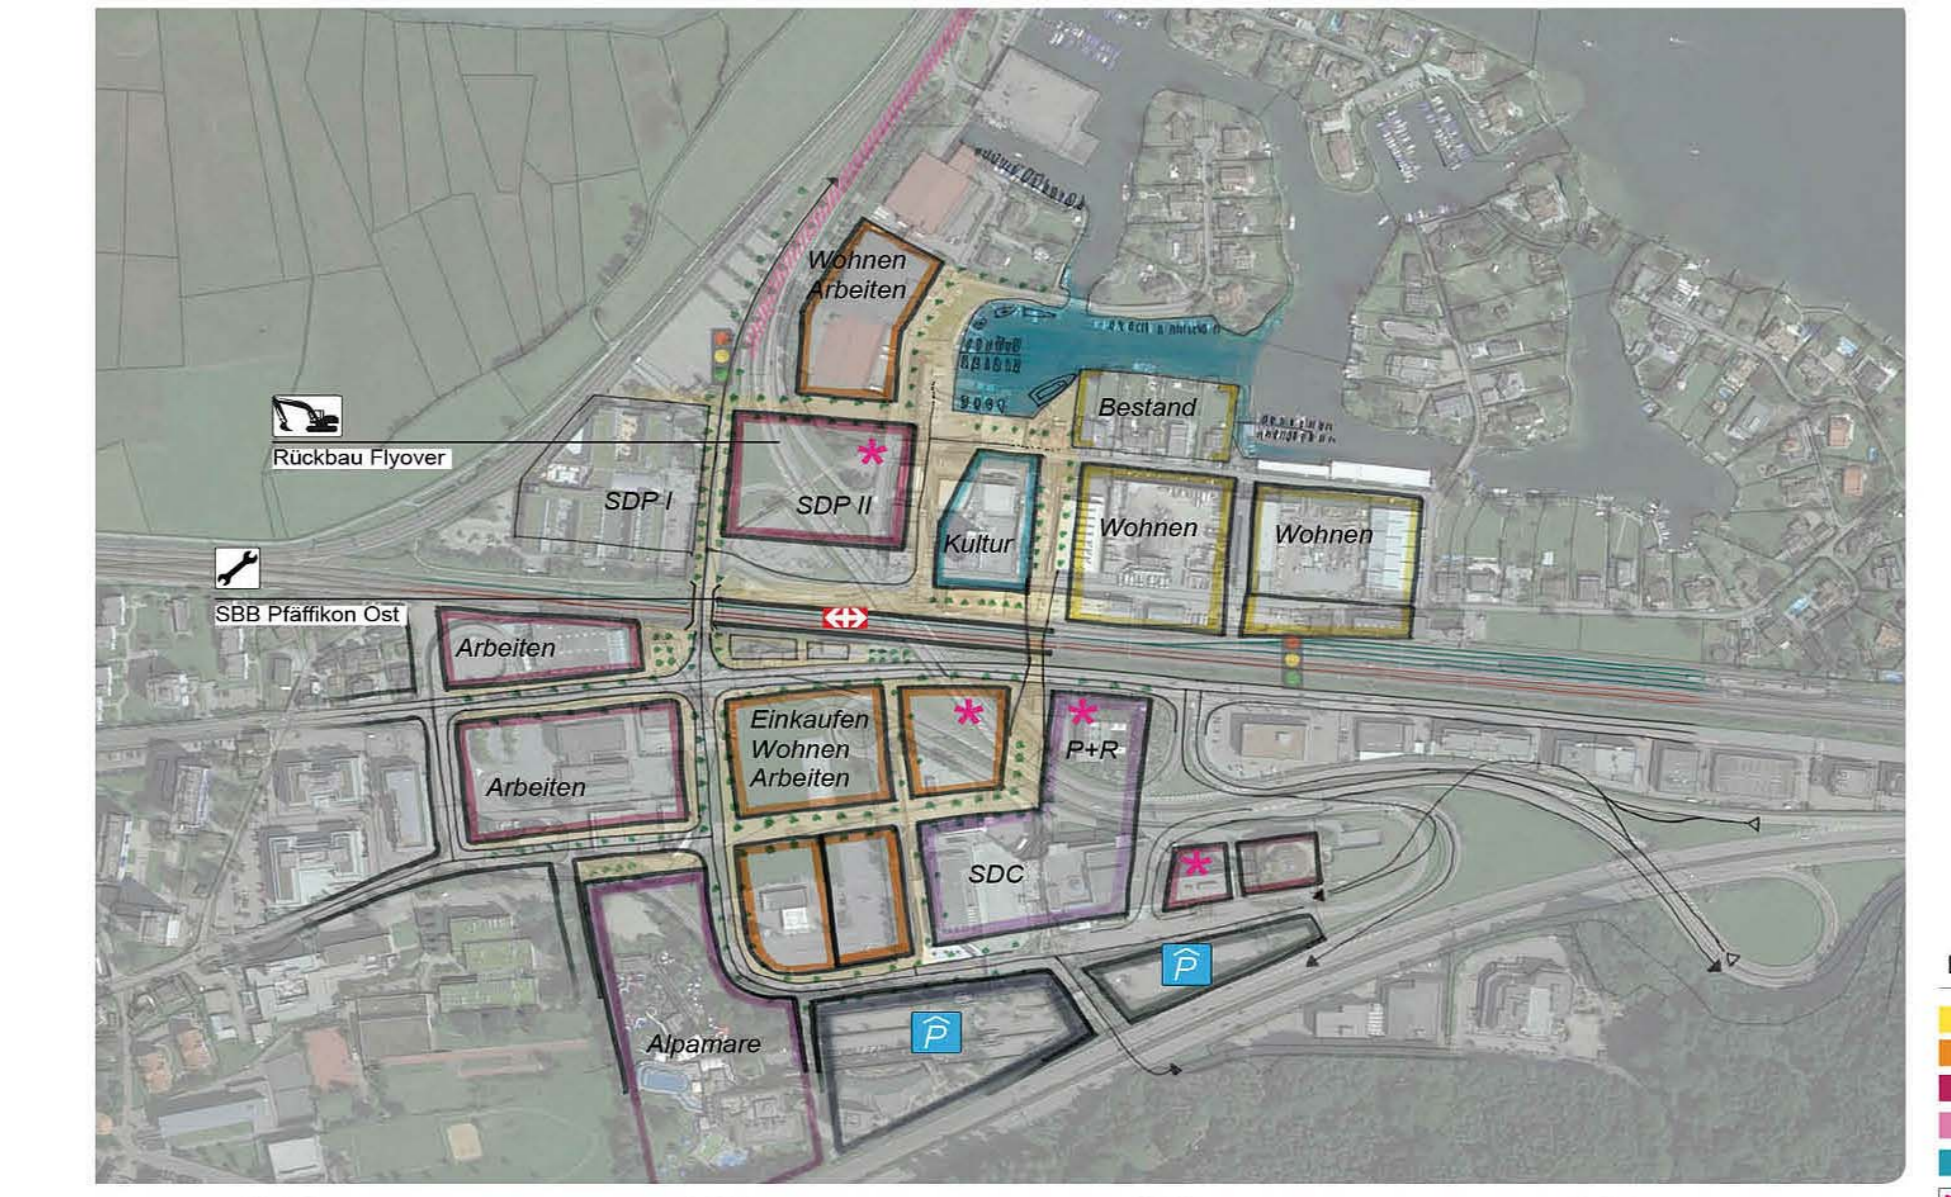 Wohnen
Arbeiten
Bestand
Rückbau Flyover
SDP I
SDP II
Kultur
Wohnen
Wohnen
SBB Pfäffikon Ost
Arbeiten
Einkaufen
Wohnen
Arbeiten
P+R
Arbeiten
SDC
P
P
Alpamare